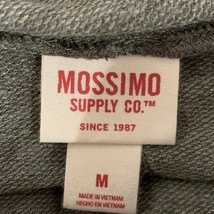 MOSSIMO
SUPPLY CO.™
SINCE 1987
M
MADE IN VIETNAM
HECHO EN VIETNAM